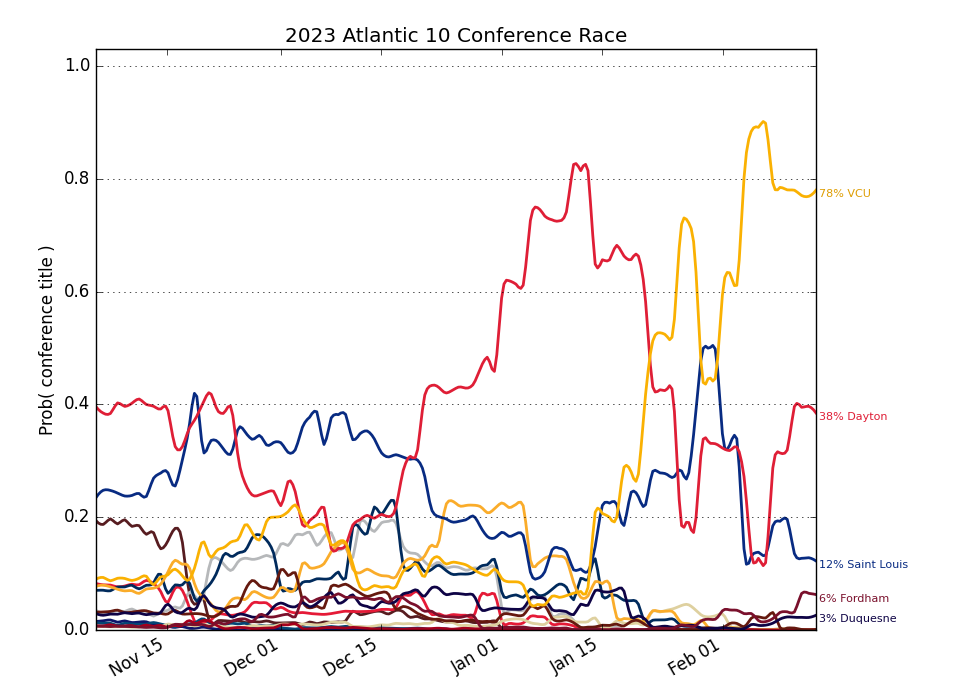 2023 Atlantic 10 Conference Race
Prob( conference title )
1.0
0.8
0.6
0.4
0.2
0.0
Nov 15
Dec 01
Dec 15
Jan 01
Jan 15
Feb 01
78% VCU
38% Dayton
12% Saint Louis
6% Fordham
3% Duquesne